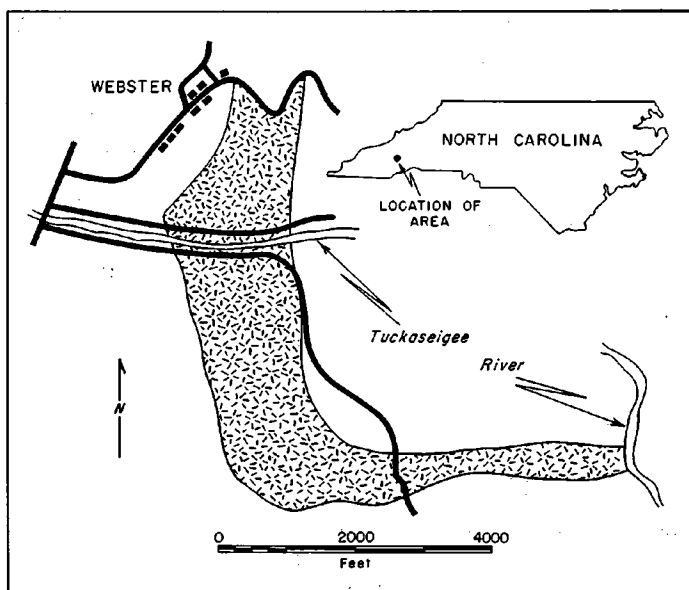 WEBSTER
NORTH CAROLINA
LOCATION OF
AREA
Tuckaseigee
River
N
0 2000 4000
Feet